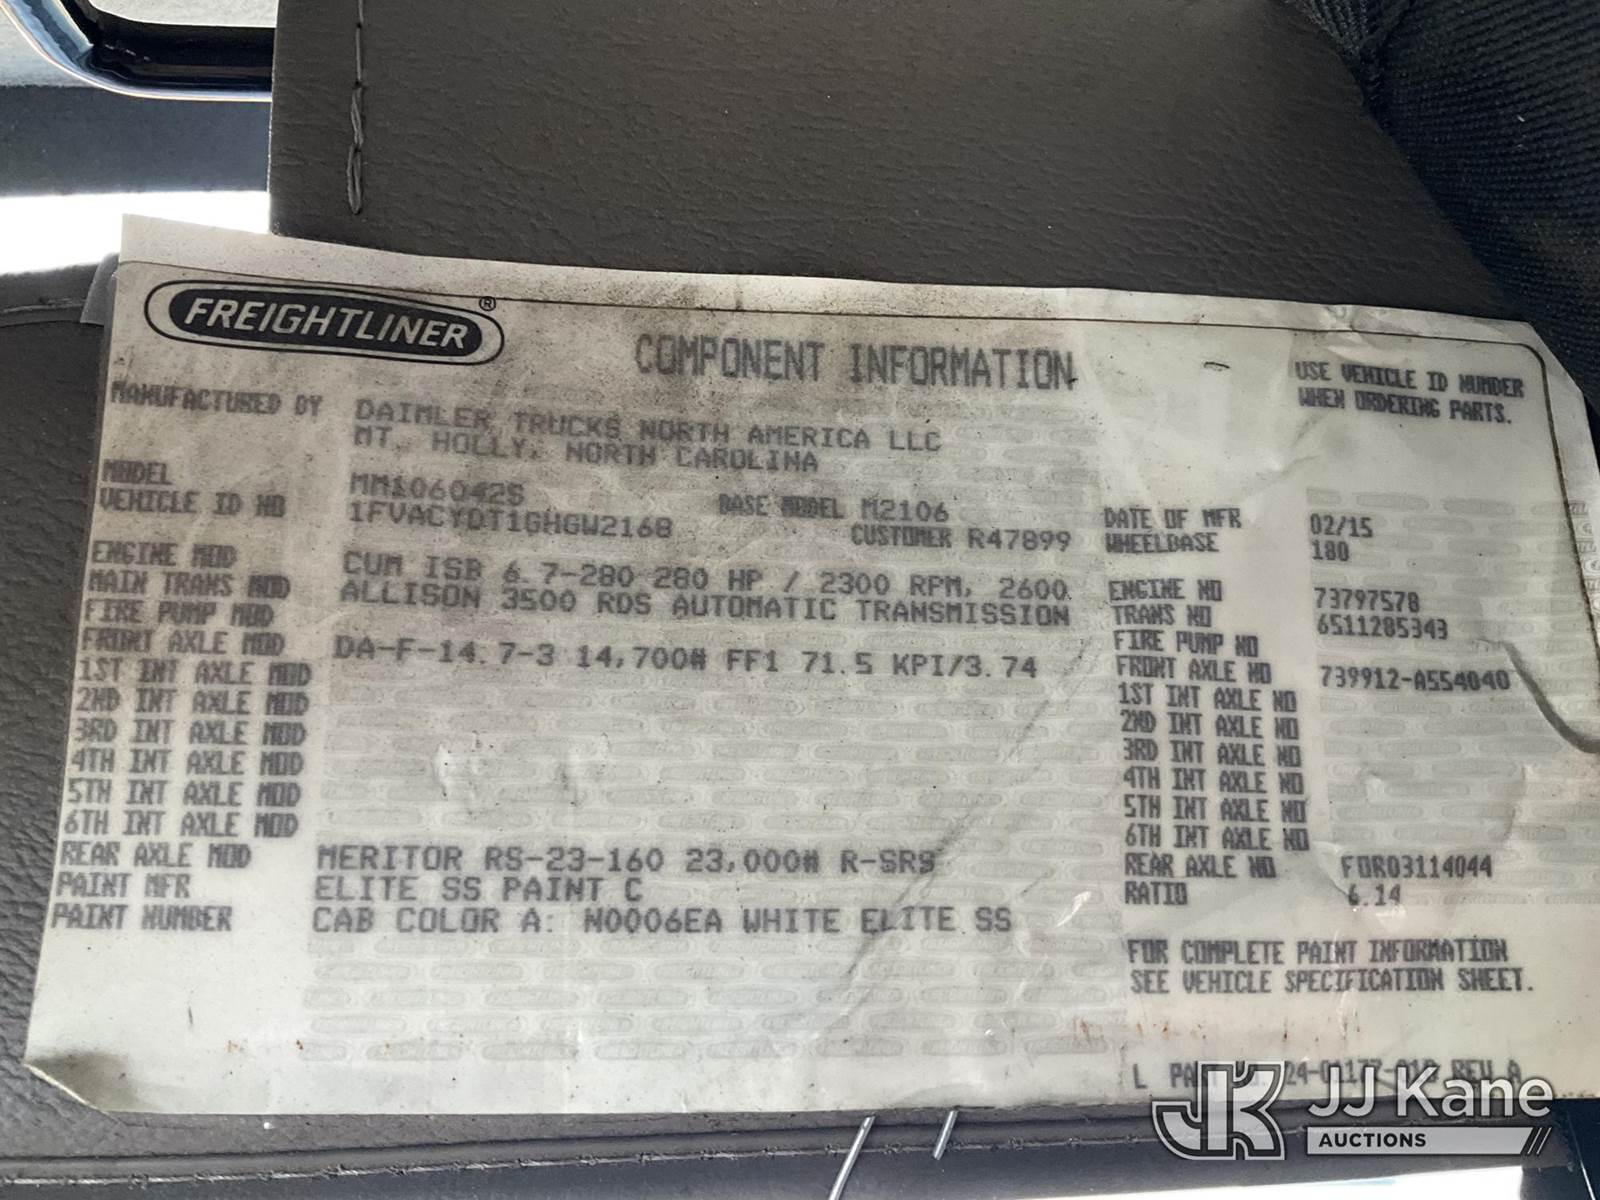 FREIGHTLINER®
COMPONENT INFORMATION
USE VEHICLE ID NUMBER
WHEN ORDERING PARTS.
MANUFACTURED BY DAIMLER TRUCKS NORTH AMERICA LLC
MT. HOLLY, NORTH CAROLINA
MODEL MM106042S BASE MODEL M2106
VEHICLE ID NO 1FVACYDT1GHGW2168 CUSTOMER R47899
DATE OF MFR 02/15
WHEELBASE 180
ENGINE MOD CUM ISB 6.7-280 280 HP / 2300 RPM, 2600
MAIN TRANS MOD ALLISON 3500 RDS AUTOMATIC TRANSMISSION
FIRE PUMP MOD
FRONT AXLE MOD DA-F-14.7-3 14,700# FF1 71.5 KPI/3.74
1ST INT AXLE MOD
2ND INT AXLE MOD
3RD INT AXLE MOD
4TH INT AXLE MOD
5TH INT AXLE MOD
6TH INT AXLE MOD
REAR AXLE MOD MERITOR RS-23-160 23,000# R-SRS
PAINT MFR ELITE SS PAINT C
PAINT NUMBER CAB COLOR A: N0006EA WHITE ELITE SS
ENGINE NO 73797578
TRANS NO 6511285343
FIRE PUMP NO
FRONT AXLE NO 739912-A554040
1ST INT AXLE NO
2ND INT AXLE NO
3RD INT AXLE NO
4TH INT AXLE NO
5TH INT AXLE NO
6TH INT AXLE NO
REAR AXLE NO FOR03114044
RATIO 6.14
FOR COMPLETE PAINT INFORMATION
SEE VEHICLE SPECIFICATION SHEET.
L REV A
JK JJ Kane
AUCTIONS